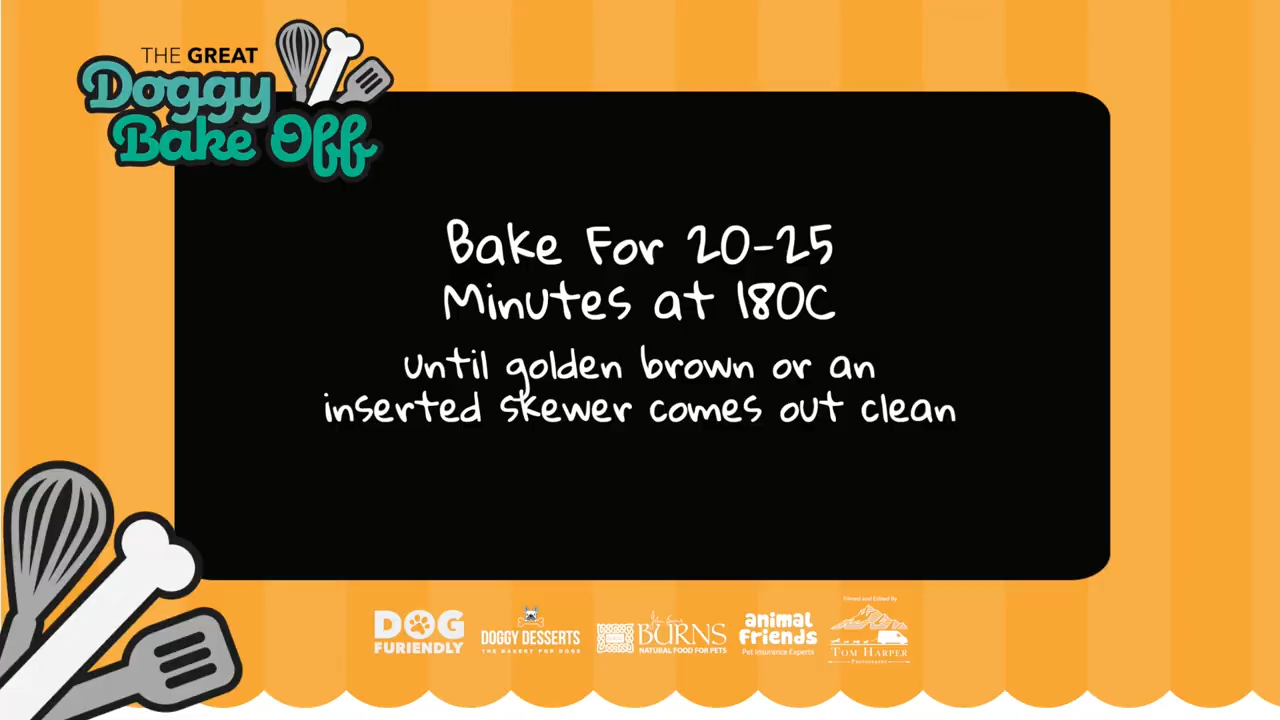 THE GREAT
Doggy
Bake Off
Bake For 20-25
Minutes at 180C
until golden brown or an
inserted skewer comes out clean
DOG
FURIENDLY
DOGGY DESSERTS
THE BAKERY FOR DOGS
BURNS
NATURAL FOOD FOR PETS
animal
friends
Pet Insurance Experts
Filmed and Edited By
TOM HARPER
PHOTOGRAPHY